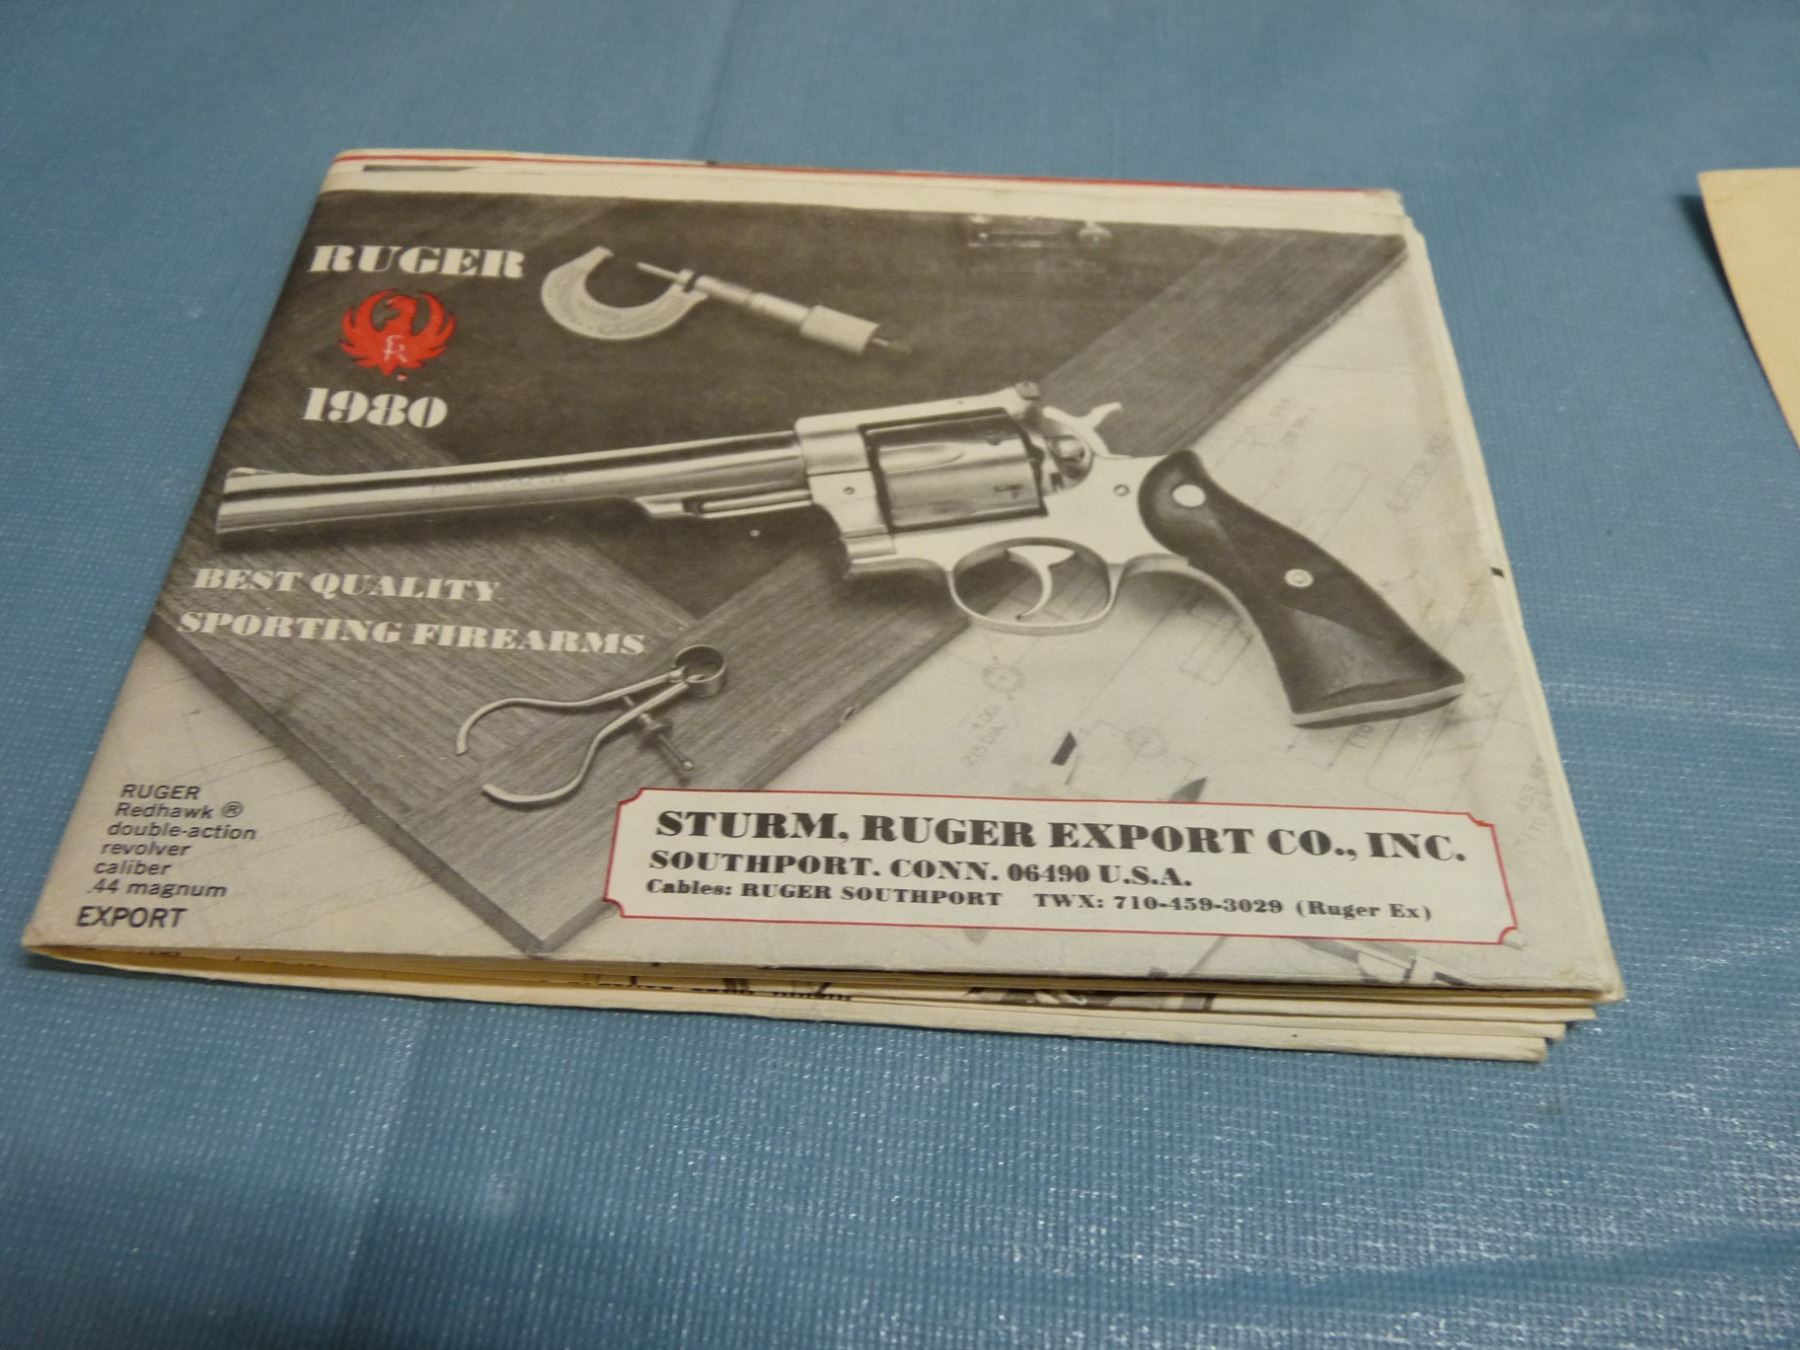 RUGER
R
1980
BEST QUALITY
SPORTING FIREARMS
RUGER
Redhawk ®
double-action
revolver
caliber
.44 magnum
EXPORT
STURM, RUGER EXPORT CO., INC.
SOUTHPORT. CONN. 06490 U.S.A.
Cables: RUGER SOUTHPORT TWX: 710-459-3029 (Ruger Ex)